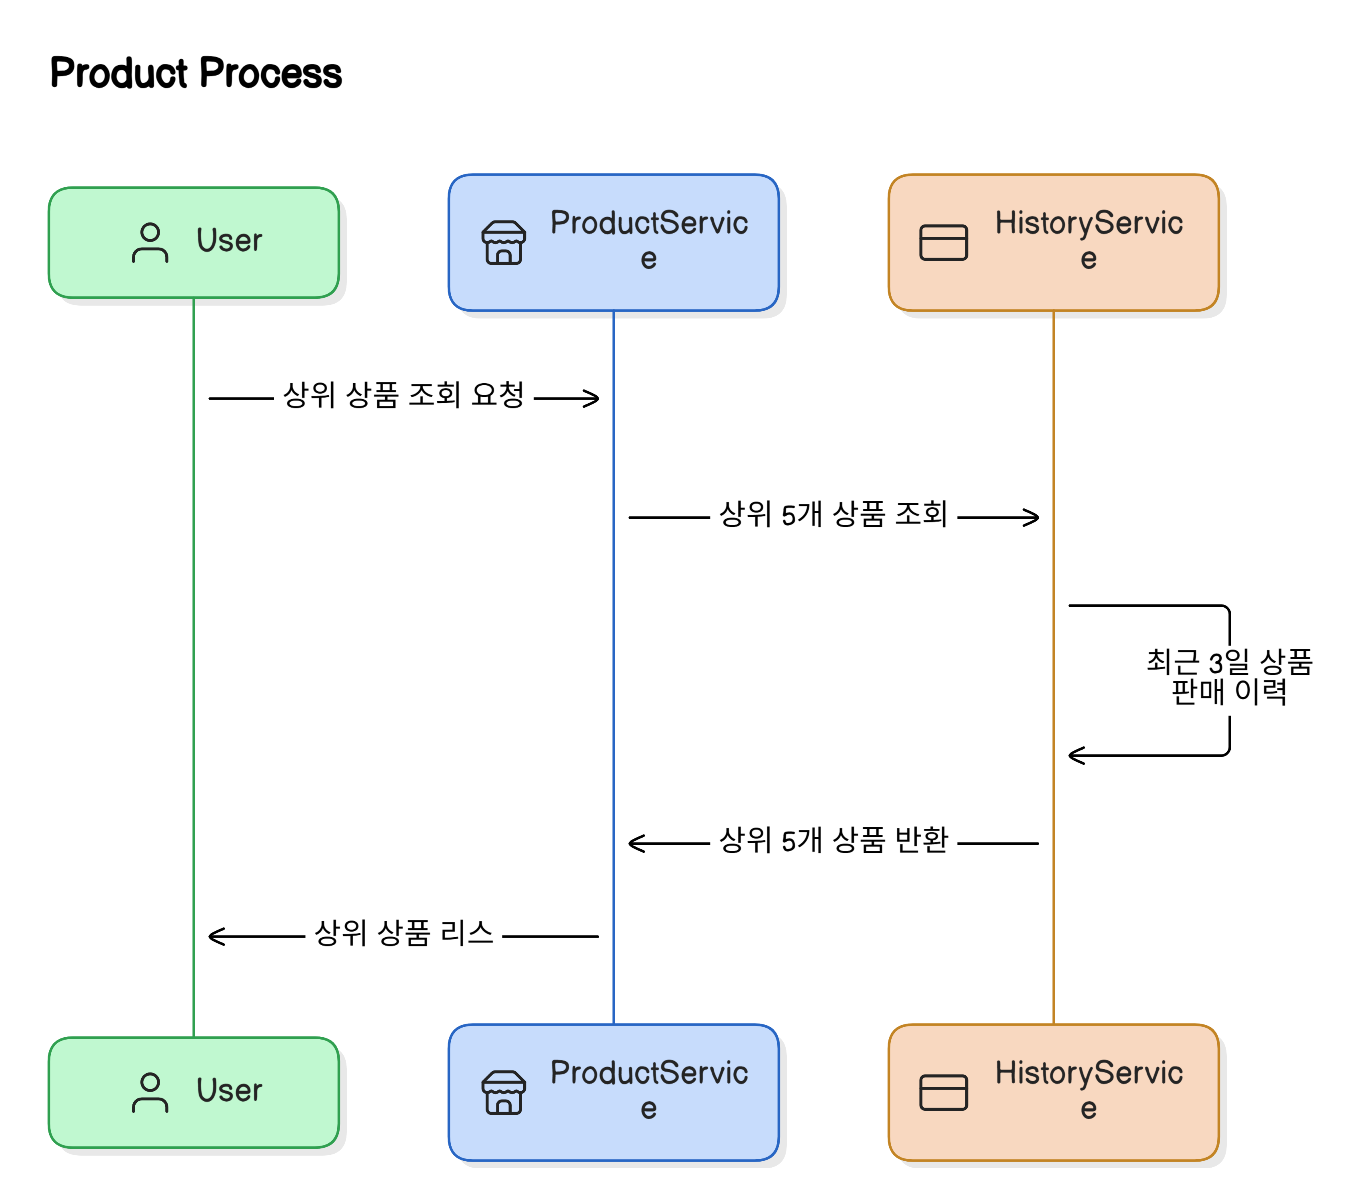 Product Process
User
ProductServic
e
HistoryServic
e
상위 상품 조회 요청
상위 5개 상품 조회
최근 3일 상품
판매 이력
상위 5개 상품 반환
상위 상품 리스
User
ProductServic
e
HistoryServic
e